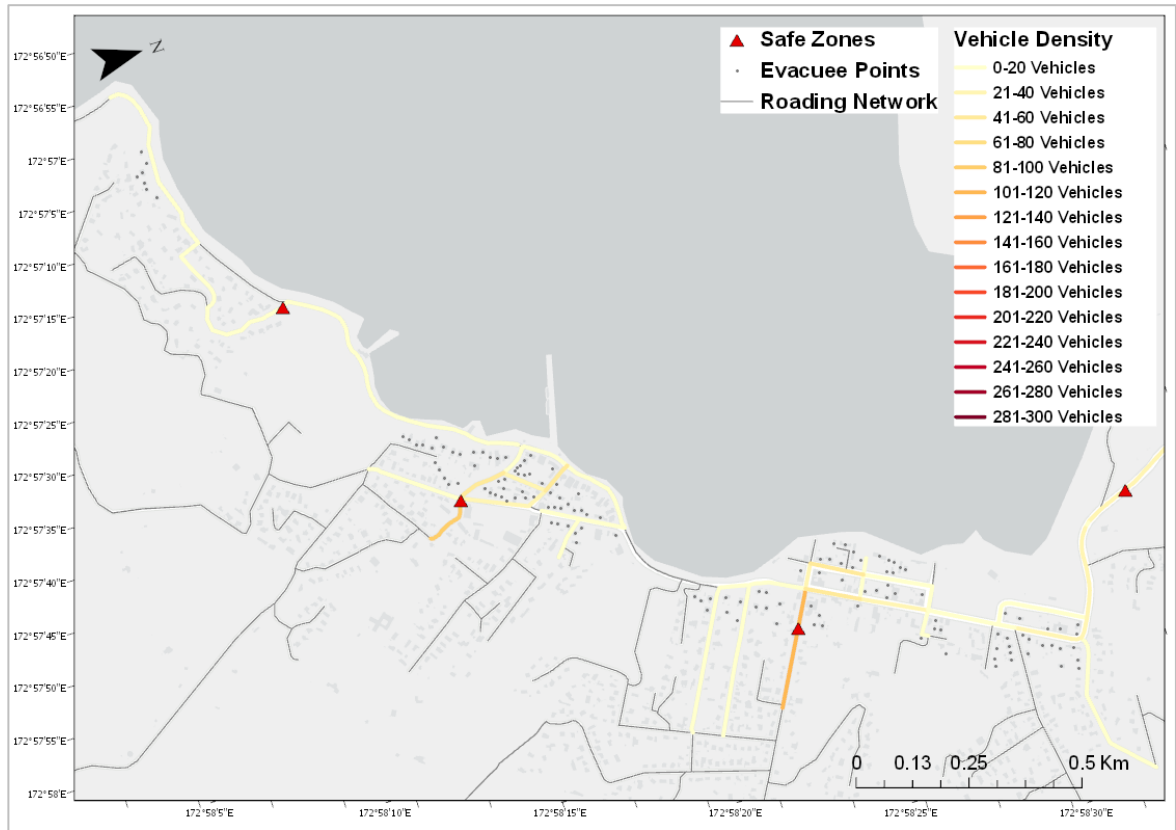 N
Safe Zones
Evacuee Points
Roading Network
Vehicle Density
0-20 Vehicles
21-40 Vehicles
41-60 Vehicles
61-80 Vehicles
81-100 Vehicles
101-120 Vehicles
121-140 Vehicles
141-160 Vehicles
161-180 Vehicles
181-200 Vehicles
201-220 Vehicles
221-240 Vehicles
241-260 Vehicles
261-280 Vehicles
281-300 Vehicles
172°56'50"E
172°56'55"E
172°57'E
172°57'5"E
172°57'10"E
172°57'15"E
172°57'20"E
172°57'25"E
172°57'30"E
172°57'35"E
172°57'40"E
172°57'45"E
172°57'50"E
172°57'55"E
172°58'E
0 0.13 0.25 0.5 Km
172°58'5"E 172°58'10"E 172°58'15"E 172°58'20"E 172°58'25"E 172°58'30"E